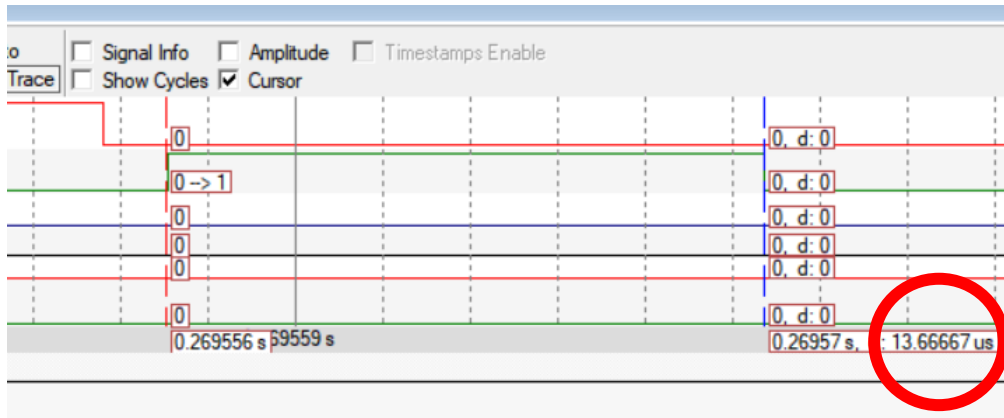 :o Signal Info Amplitude Timestamps Enable
Trace Show Cycles Cursor
0 0, d: 0
0 --> 1 0, d: 0
0 0, d: 0
0 0, d: 0
0 0, d: 0
0 0, d: 0
0.269556 s 69559 s 0.26957 s, : 13.66667 us